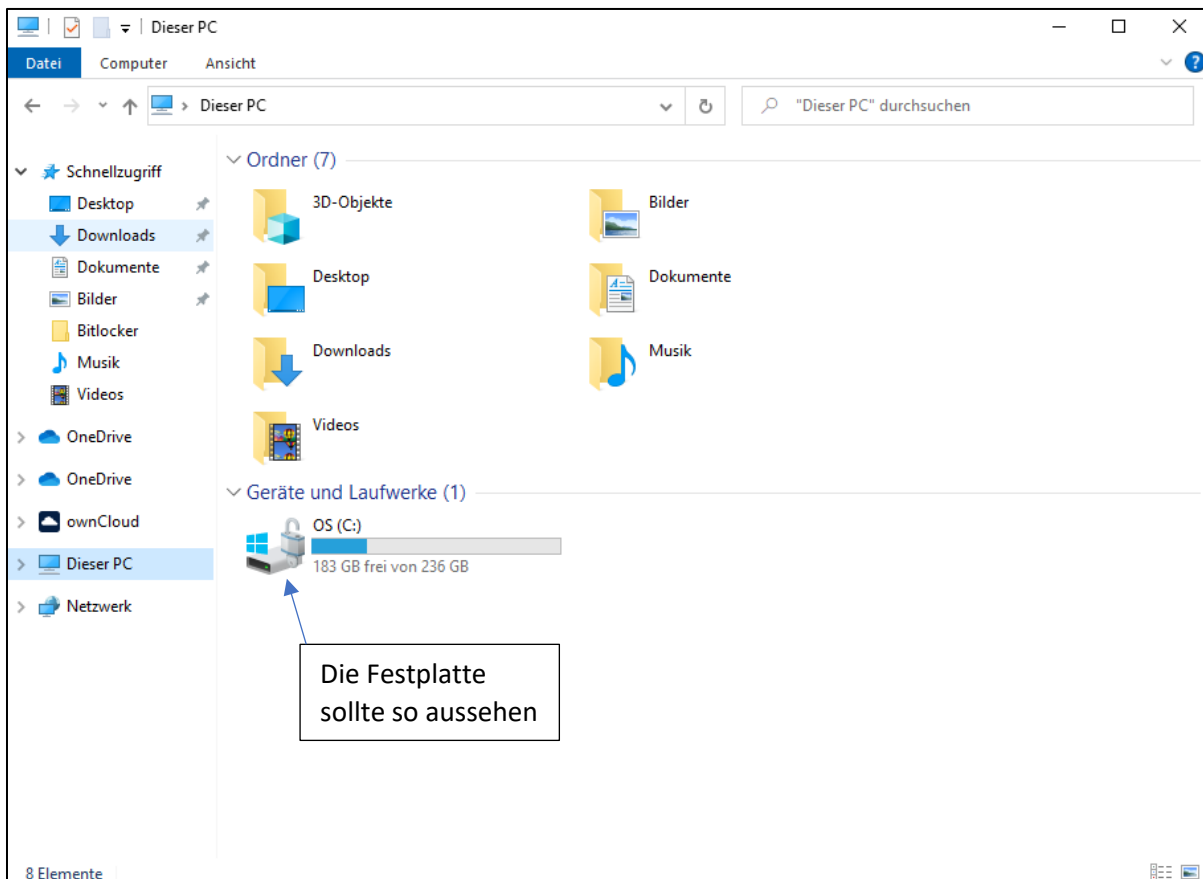 Dieser PC
Datei Computer Ansicht
Dieser PC
"Dieser PC" durchsuchen
Schnellzugriff
Desktop
Downloads
Dokumente
Bilder
Bitlocker
Musik
Videos
OneDrive
OneDrive
ownCloud
Dieser PC
Netzwerk
Ordner (7)
3D-Objekte
Bilder
Desktop
Dokumente
Downloads
Musik
Videos
Geräte und Laufwerke (1)
OS (C:)
183 GB frei von 236 GB
Die Festplatte
sollte so aussehen
8 Elemente